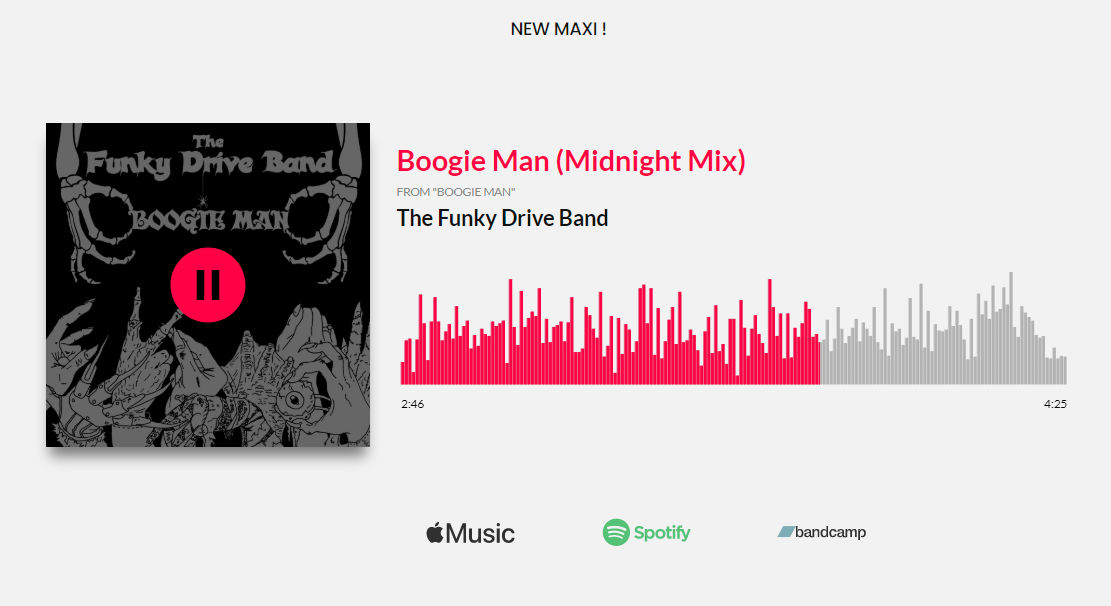 NEW MAXI !
The
Funky Drive Band
BOOGIE MAN
Boogie Man (Midnight Mix)
FROM "BOOGIE MAN"
The Funky Drive Band
2:46
4:25
Music
Spotify
bandcamp